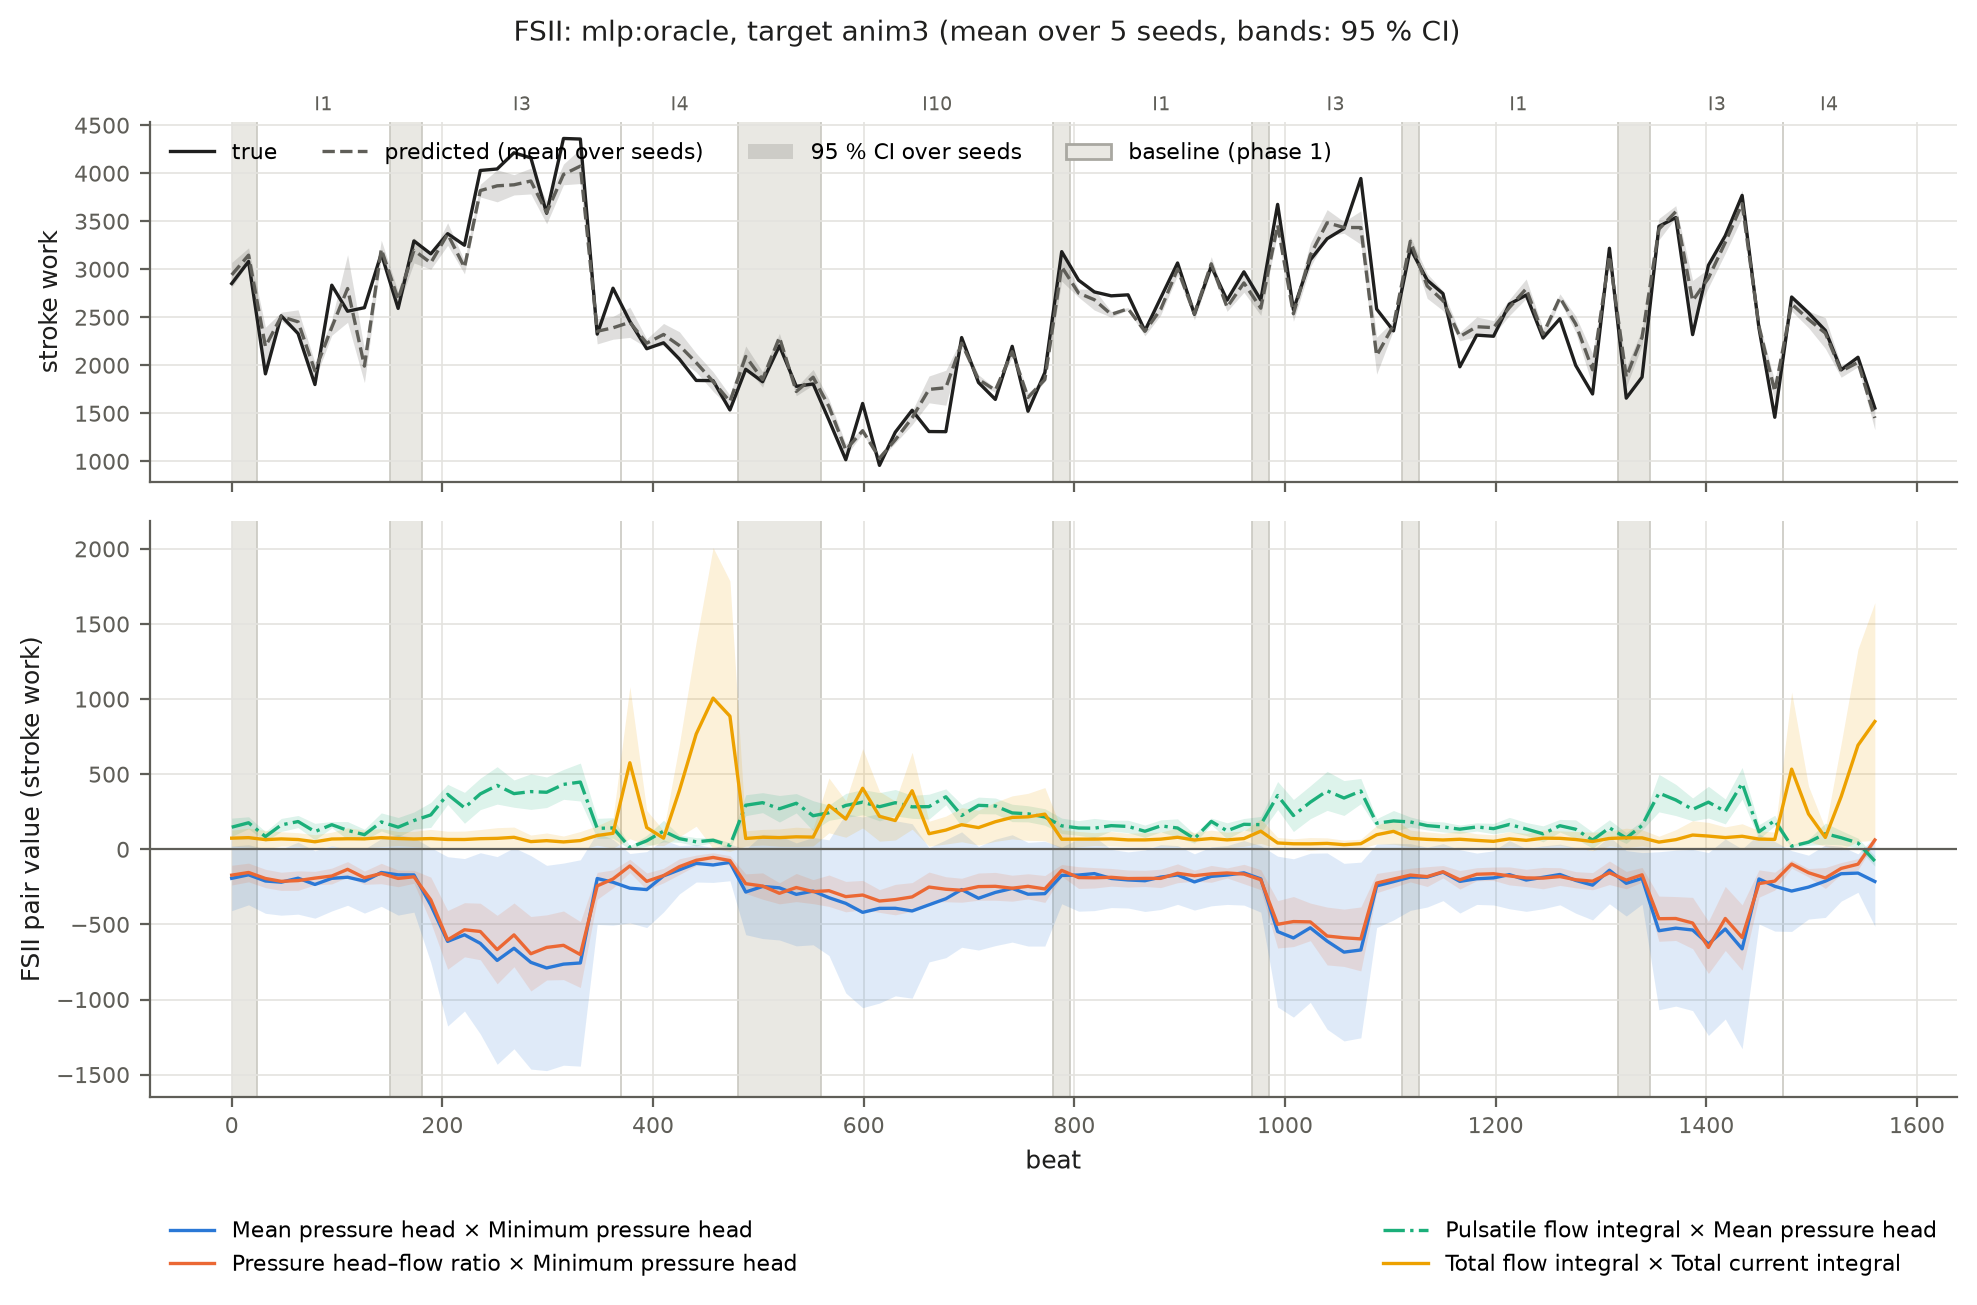 FSII: mlp:oracle, target anim3 (mean over 5 seeds, bands: 95 % CI)
I1 I3 I4 I10 I1 I3 I1 I3 I4
true predicted (mean over seeds) 95 % CI over seeds baseline (phase 1)
stroke work
4500
4000
3500
3000
2500
2000
1500
1000
FSII pair value (stroke work)
2000
1500
1000
500
0
−500
−1000
−1500
0 200 400 600 800 1000 1200 1400 1600
beat
Mean pressure head × Minimum pressure head
Pressure head–flow ratio × Minimum pressure head
Pulsatile flow integral × Mean pressure head
Total flow integral × Total current integral